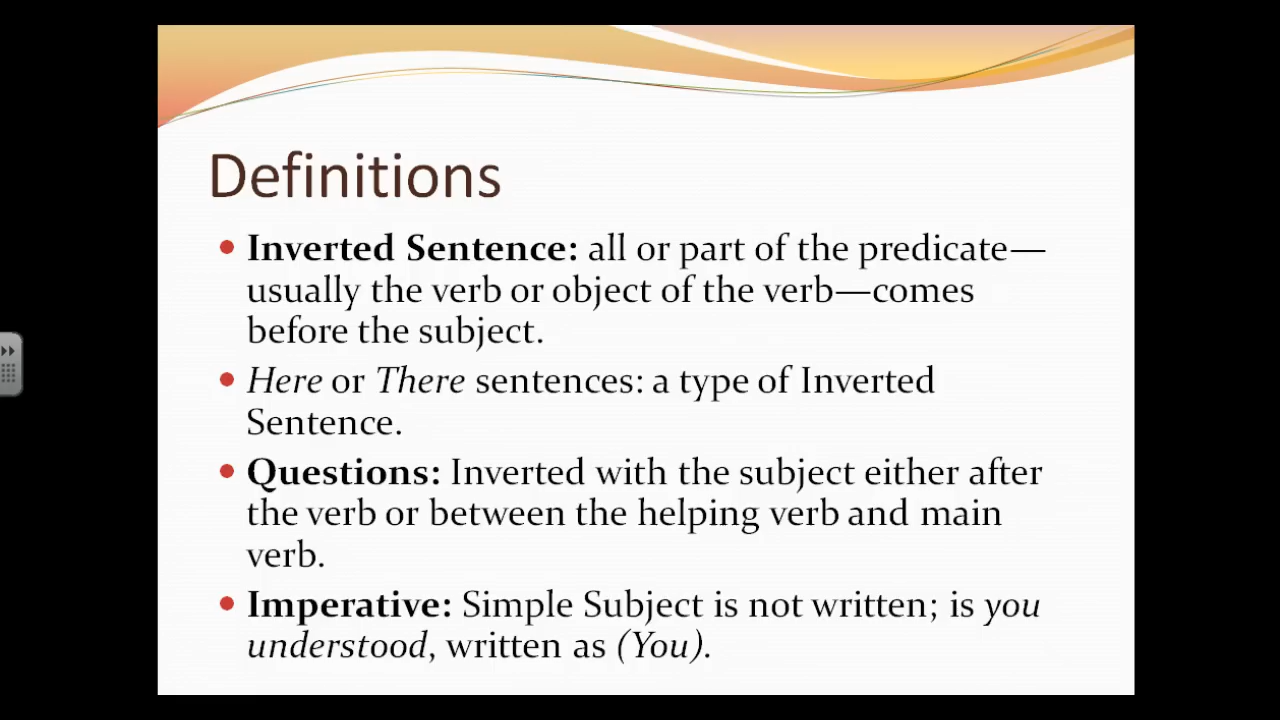 Definitions
• Inverted Sentence: all or part of the predicate—
usually the verb or object of the verb—comes
before the subject.
• Here or There sentences: a type of Inverted
Sentence.
• Questions: Inverted with the subject either after
the verb or between the helping verb and main
verb.
• Imperative: Simple Subject is not written; is you
understood, written as (You).